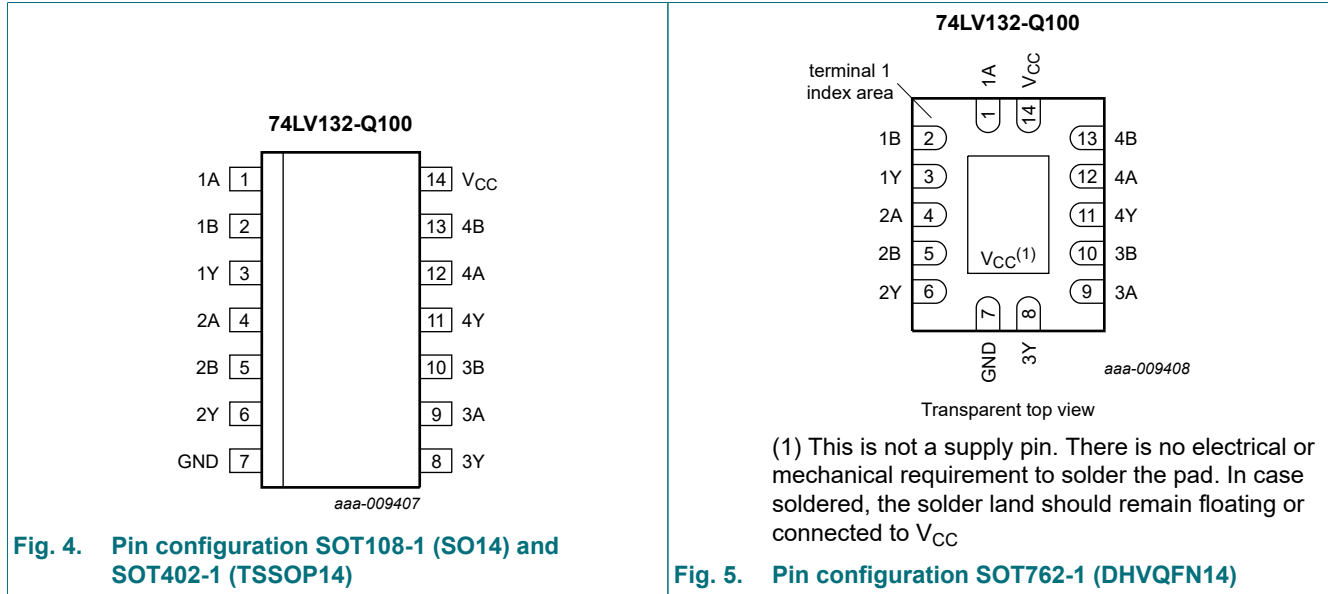 74LV132-Q100
1A 1
1B 2
1Y 3
2A 4
2B 5
2Y 6
GND 7
14 VCC
13 4B
12 4A
11 4Y
10 3B
9 3A
8 3Y
aaa-009407
Fig. 4. Pin configuration SOT108-1 (SO14) and
SOT402-1 (TSSOP14)
74LV132-Q100
terminal 1
index area
1A
VCC
1
14
1B 2
1Y 3
2A 4
2B 5
2Y 6
13 4B
12 4A
11 4Y
10 3B
9 3A
VCC(1)
7
8
GND
3Y
aaa-009408
Transparent top view
(1) This is not a supply pin. There is no electrical or
mechanical requirement to solder the pad. In case
soldered, the solder land should remain floating or
connected to VCC
Fig. 5. Pin configuration SOT762-1 (DHVQFN14)